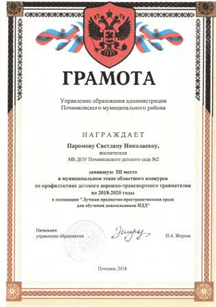 ГРАМОТА
Управление образования администрации
Починковского муниципального района
НАГРАЖДАЕТ
Паромову Светлану Николаевну,
воспитателя
МБ ДОУ Починковского детского сада №2
занявшую III место
в муниципальном этапе областного конкурса
по профилактике детского дорожно-транспортного травматизма
на 2018-2020 годы
в номинации "Лучшая предметно-пространственная среда
для обучения дошкольников ПДД"
Начальник
управления образования
И.А. Жирова
Починки, 2018